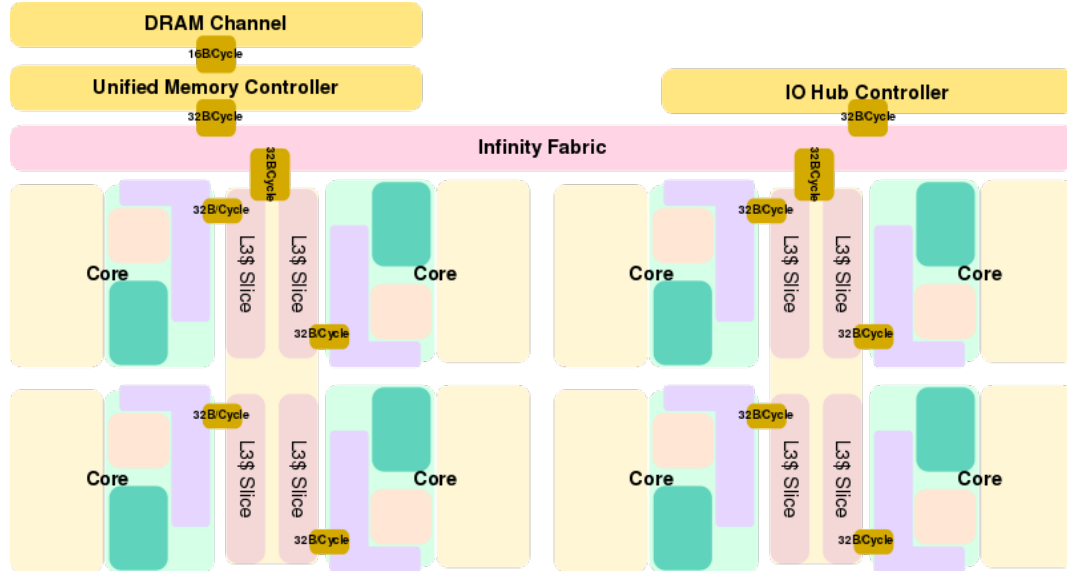 DRAM Channel
16B/Cycle
Unified Memory Controller
IO Hub Controller
32B/Cycle
32B/Cycle
Infinity Fabric
32B/Cycle
32B/Cycle
32B/Cycle
32B/Cycle
L3$ Slice
L3$ Slice
L3$ Slice
L3$ Slice
Core
Core
Core
Core
32B/Cycle
32B/Cycle
32B/Cycle
32B/Cycle
L3$ Slice
L3$ Slice
L3$ Slice
L3$ Slice
Core
Core
Core
Core
32B/Cycle
32B/Cycle